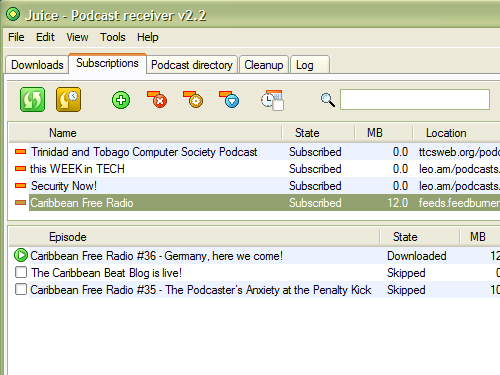 Juice - Podcast receiver v2.2
File Edit View Tools Help
Downloads Subscriptions Podcast directory Cleanup Log
Name State MB Location
Trinidad and Tobago Computer Society Podcast Subscribed 0.0 ttcsweb.org/podc
this WEEK in TECH Subscribed 0.0 leo.am/podcasts.
Security Now! Subscribed 0.0 leo.am/podcasts.
Caribbean Free Radio Subscribed 12.0 feeds.feedburner
Episode State MB
Caribbean Free Radio #36 - Germany, here we come! Downloaded 12
The Caribbean Beat Blog is live! Skipped 0
Caribbean Free Radio #35 - The Podcaster's Anxiety at the Penalty Kick Skipped 10